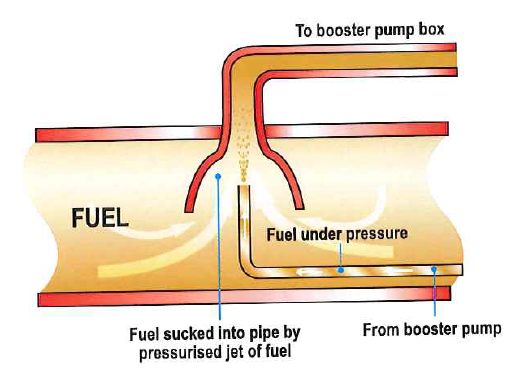 To booster pump box
FUEL
Fuel under pressure
Fuel sucked into pipe by
pressurised jet of fuel
From booster pump